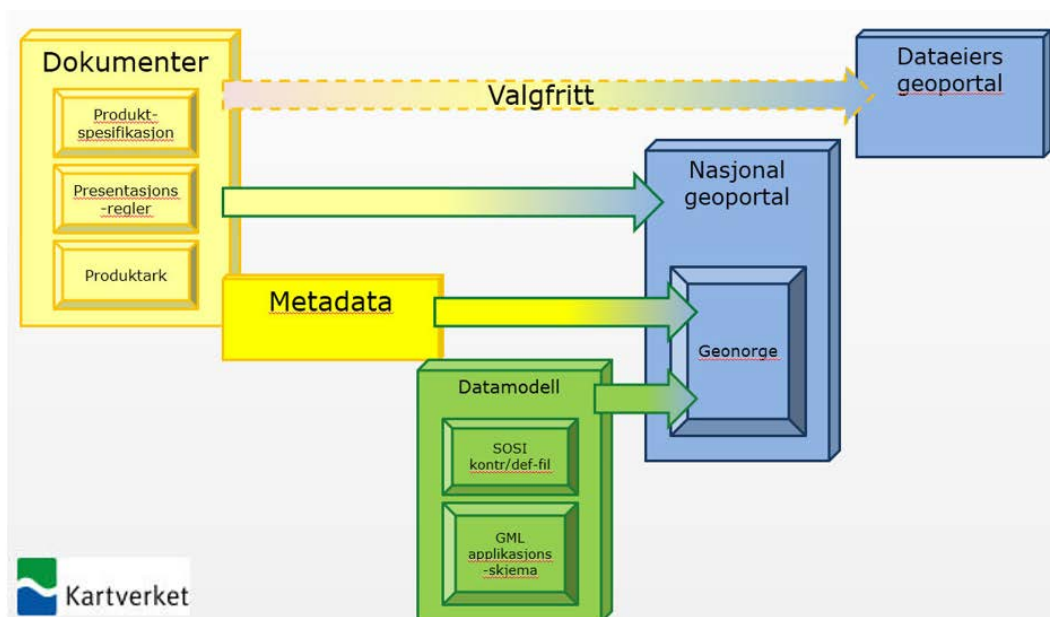 Dokumenter
Produkt-
spesifikasjon
Presentasjons
-regler
Produktark
Valgfritt
Dataeiers
geoportal
Nasjonal
geoportal
Geonorge
Metadata
Datamodell
SOSI
kontr/def-fil
GML
applikasjons
-skjema
Kartverket